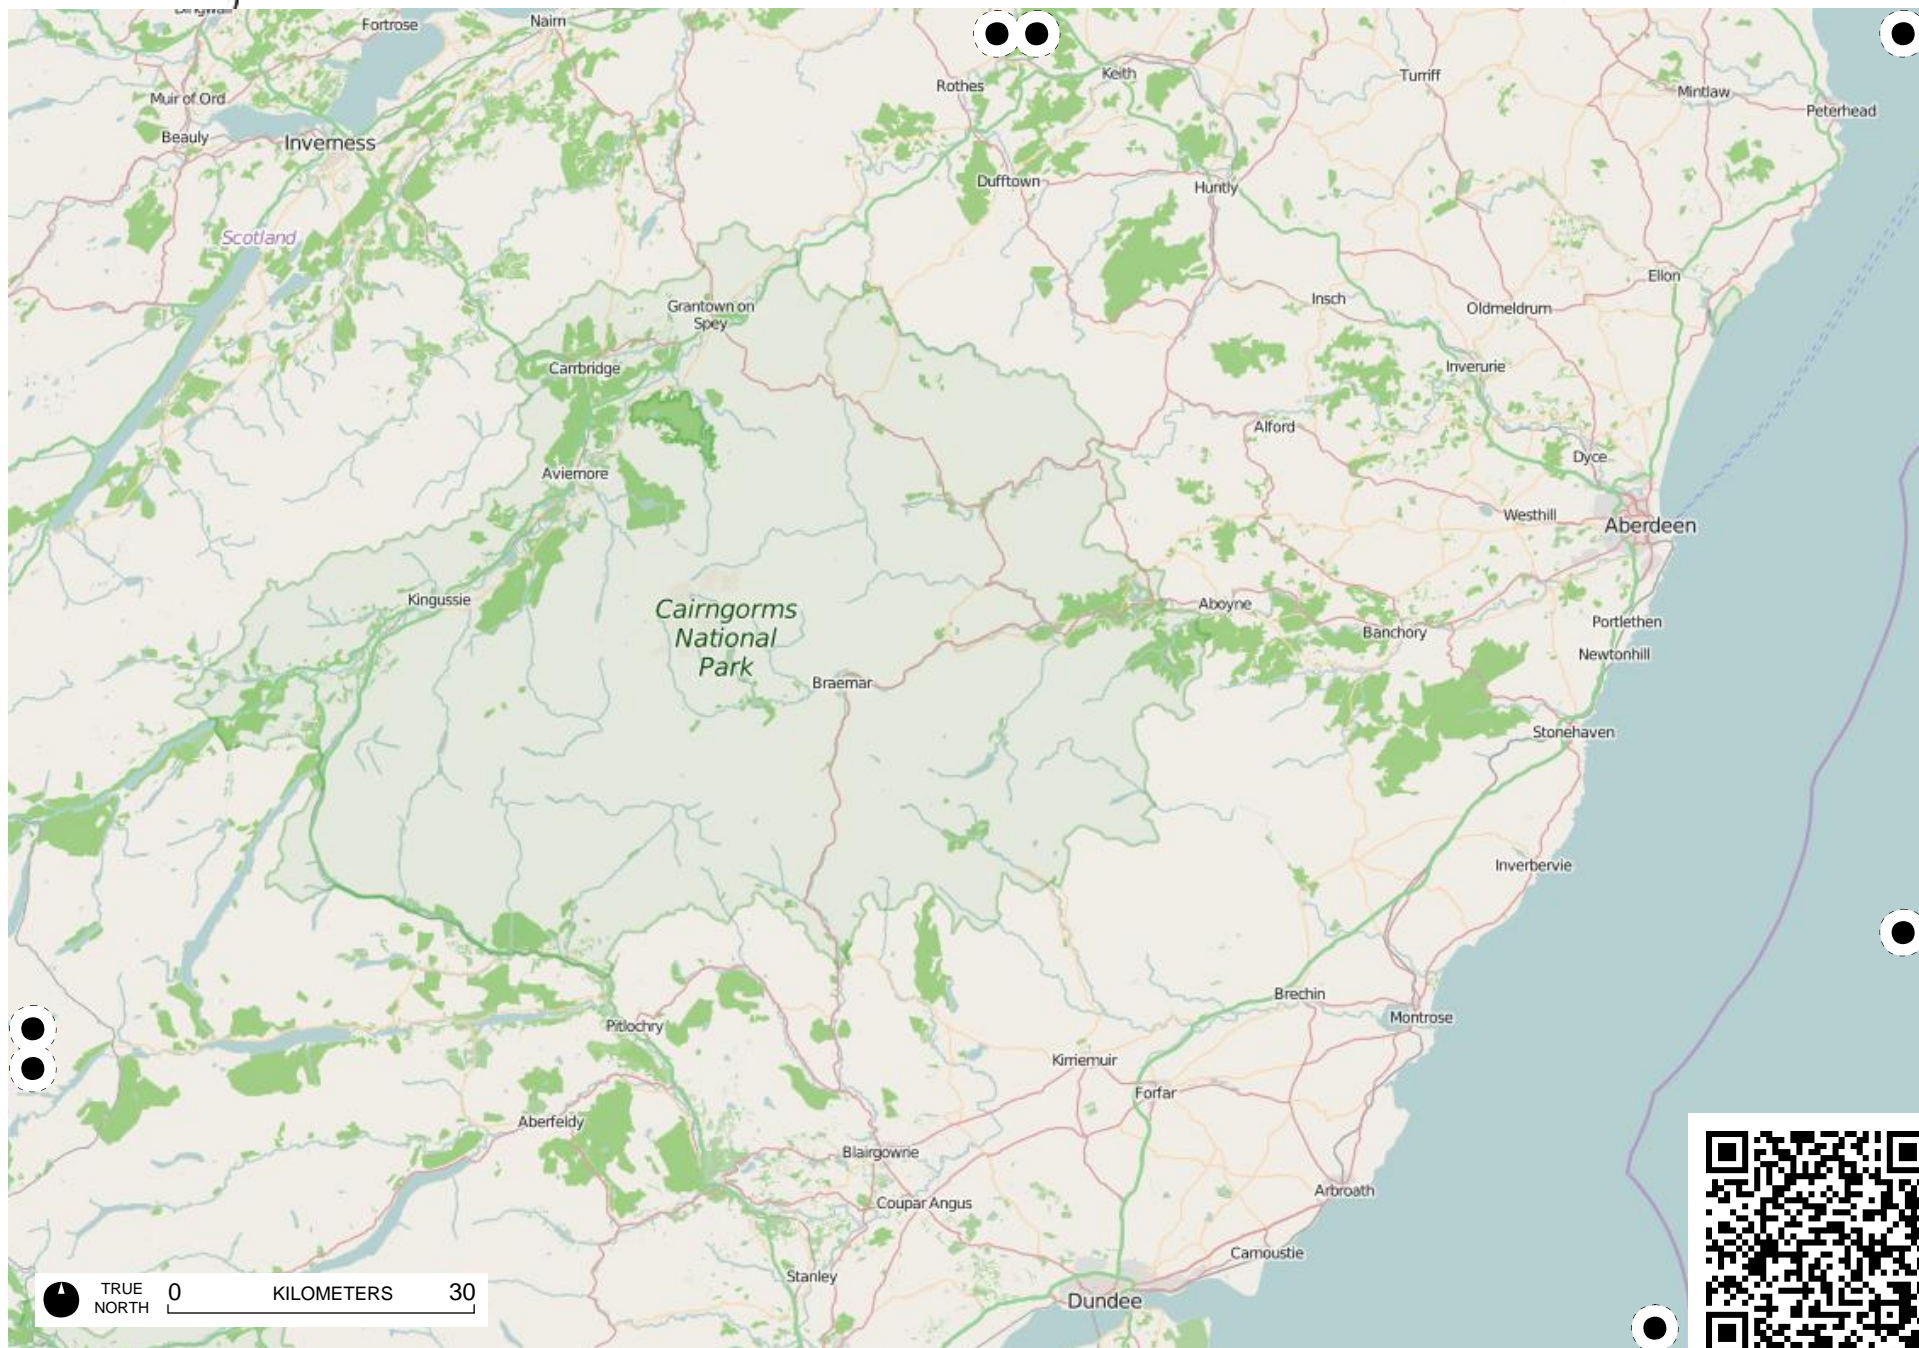 Fortrose
Nairn
Keith
Turriff
Rothes
Mintlaw
Muir of Ord
Peterhead
Beauly
Inverness
Dufftown
Huntly
Scotland
Ellon
Grantown on
Spey
Insch
Oldmeldrum
Carrbridge
Inverurie
Alford
Aviemore
Dyce
Westhill
Aberdeen
Kingussie
Cairngorms
National
Park
Aboyne
Portlethen
Banchory
Newtonhill
Braemar
Stonehaven
Inverbervie
Brechin
Montrose
Pitlochry
Kirriemuir
Forfar
Aberfeldy
Blairgowrie
Arbroath
Coupar Angus
Carnoustie
Stanley
Dundee
TRUE
NORTH
0 KILOMETERS 30